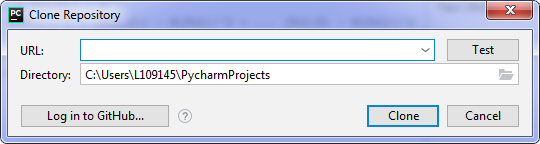 PC Clone Repository
URL: Test
Directory: C:\Users\L109145\PycharmProjects
Log in to GitHub... ? Clone Cancel